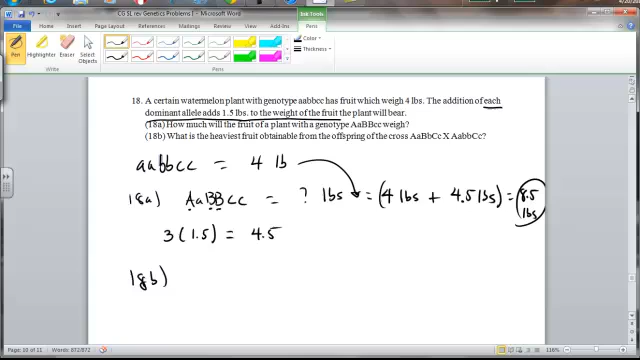 CG SL rev Genetics Problems I - Microsoft Word
Ink Tools
File
Home
Insert
Page Layout
References
Mailings
Review
View
Pens
Pen
Highlighter
Eraser
Select Objects
Write
Pens
Color
Thickness
18. A certain watermelon plant with genotype aabbcc has fruit which weigh 4 lbs. The addition of each
dominant allele adds 1.5 lbs. to the weight of the fruit the plant will bear.
(18a) How much will the fruit of a plant with a genotype AaBBcc weigh?
(18b) What is the heaviest fruit obtainable from the offspring of the cross AaBbCc X AabbCc?
aabbcc = 4 lb
18a) AaBBcc = ? lbs = (4 lbs + 4.5 lbs) = 8.5 lbs
3 (1.5) = 4.5
18b)
Page: 10 of 11
Words: 872/872
116%